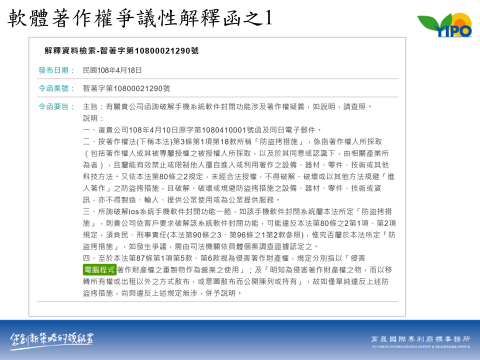 軟體著作權爭議性解釋函之1
YIPO
解釋資料檢索-智著字第10800021290號
發布日期： 民國108年4月18日
令函案號： 智著字第10800021290號
令函要旨： 主旨：有關貴公司函詢破解手機系統軟件封閉功能涉及著作權疑義，如說明，請查照。
說明：
一、復貴公司108年4月10日原字第1080410001號函及同日電子郵件。
二、按著作權法(下稱本法)第3條第1項第18款所稱「防盜拷措施」，係指著作權人所採取
（包括著作權人或其被專屬授權之被授權人所採取，以及於其同意或認識下，由相關產業所
為者），且屬能有效禁止或限制他人擅自進入或利用著作之設備、器材、零件、技術或其他
科技方法。又依本法第80條之2規定，未經合法授權，不得破解、破壞或以其他方法規避「進
入著作」之防盜拷措施，且破解、破壞或規避防盜拷措施之設備、器材、零件、技術或資
訊，亦不得製造、輸入、提供公眾使用或為公眾提供服務。
三、所詢破解ios系統手機軟件封閉功能一節，如該手機軟件封閉系統屬本法所定「防盜拷措
施」，則貴公司依客戶要求破解該系統軟件封閉功能，可能違反本法第80條之2第1項、第2項
規定，須負民、刑事責任(本法第90條之3、第96條之1第2款參照)，惟究否屬於本法所定「防
盜拷措施」，如發生爭議，需由司法機關依具體個案調查證據認定之。
四、至於本法第87條第1項第5款、第6款視為侵害著作財產權，規定分別指以「侵害
電腦程式著作財產權之重製物作為營業之使用」；及「明知為侵害著作財產權之物，而以移
轉所有權或出租以外之方式散布，或意圖散布而公開陳列或持有」，故如僅單純違反上述防
盜拷措施，尚與違反上述規定無涉，併予說明。
宜晟國際專利商標事務所